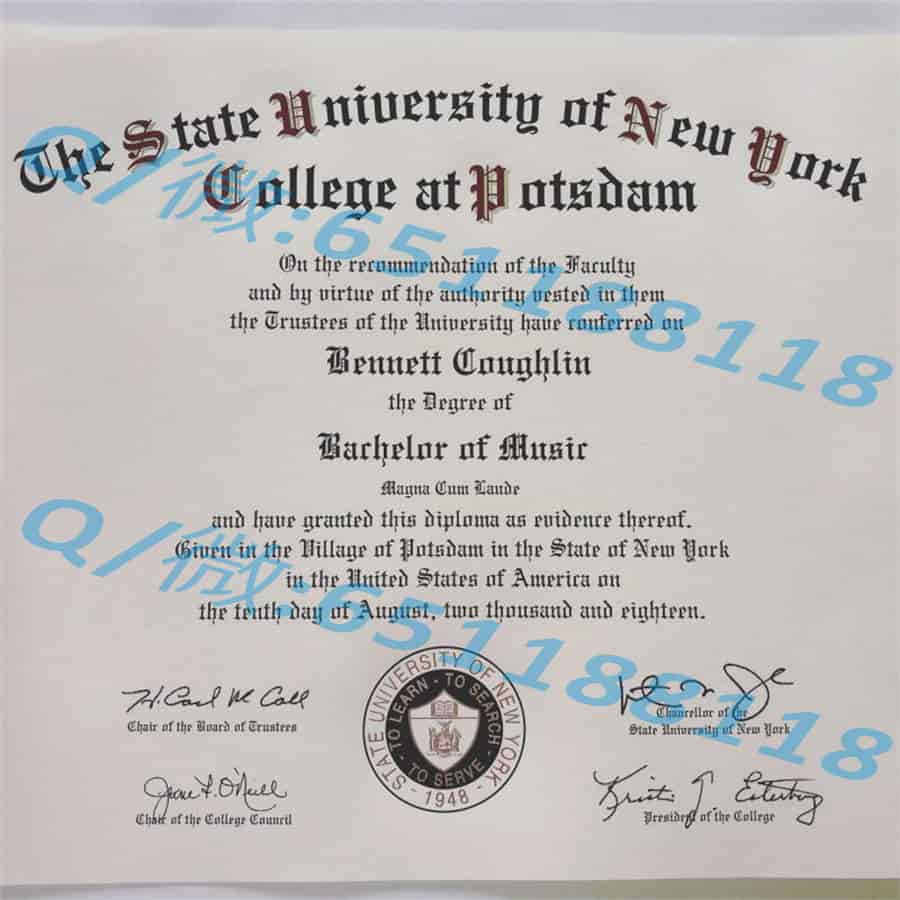 The State University of New York
College at Potsdam
Q/微:651188118
On the recommendation of the Faculty
and by virtue of the authority vested in them
the Trustees of the University have conferred on
Bennett Coughlin
the Degree of
Bachelor of Music
Magna Cum Laude
and have granted this diploma as evidence thereof.
Given in the Village of Potsdam in the State of New York
in the United States of America on
the tenth day of August, two thousand and eighteen.
Q/微:651188118
H. Carl McCall
Chair of the Board of Trustees
Chancellor of the
State University of New York
STATE UNIVERSITY OF NEW YORK
TO LEARN - TO SEARCH - TO SERVE
1948
Jane F. O'Neill
Chair of the College Council
Kristin G. Esterberg
President of the College